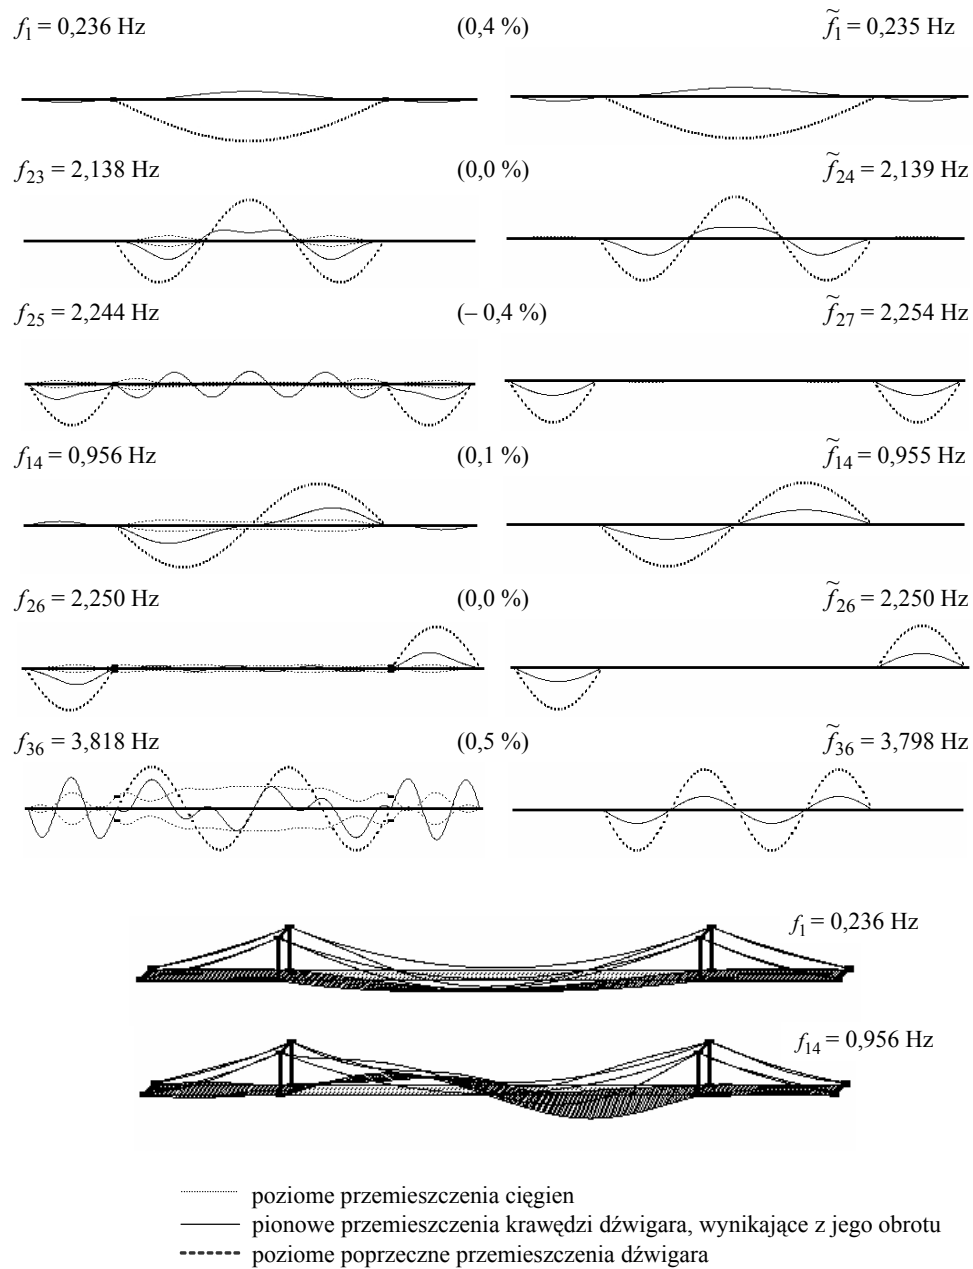 f1 = 0,236 Hz (0,4 %) f̃1 = 0,235 Hz
f23 = 2,138 Hz (0,0 %) f̃24 = 2,139 Hz
f25 = 2,244 Hz (– 0,4 %) f̃27 = 2,254 Hz
f14 = 0,956 Hz (0,1 %) f̃14 = 0,955 Hz
f26 = 2,250 Hz (0,0 %) f̃26 = 2,250 Hz
f36 = 3,818 Hz (0,5 %) f̃36 = 3,798 Hz
f1 = 0,236 Hz
f14 = 0,956 Hz
poziome przemieszczenia cięgien
pionowe przemieszczenia krawędzi dźwigara, wynikające z jego obrotu
poziome poprzeczne przemieszczenia dźwigara